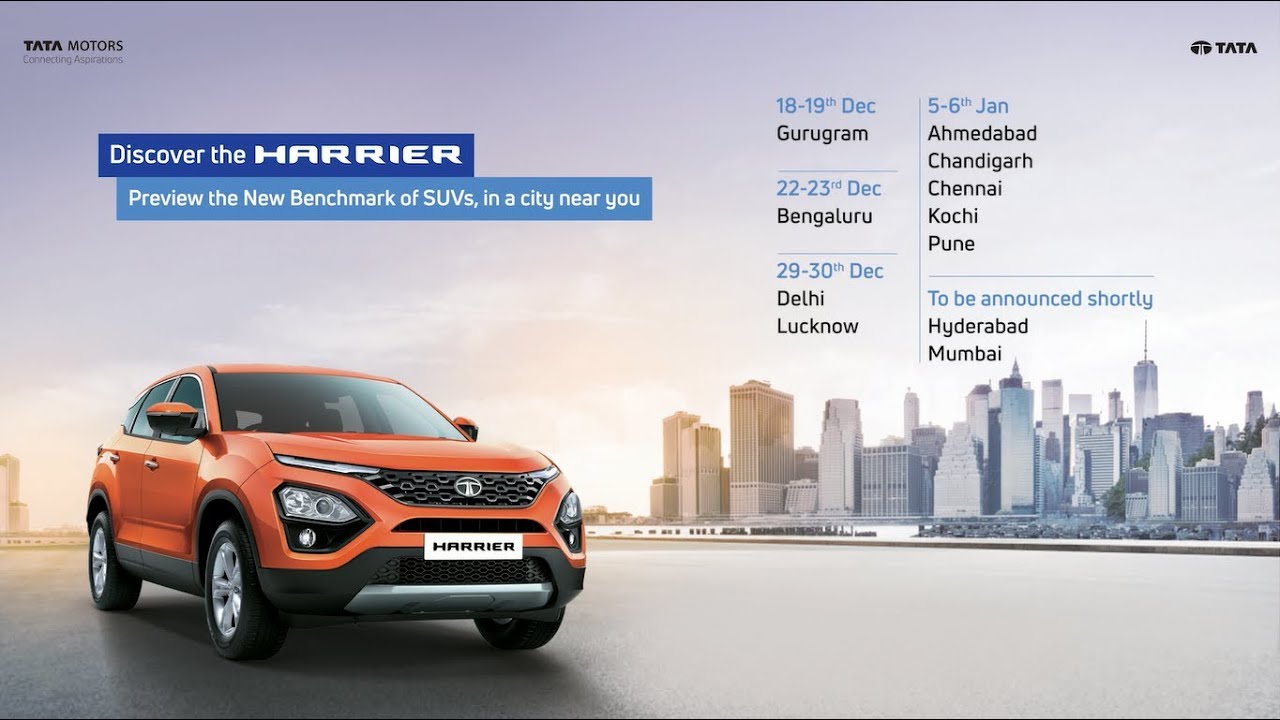 TATA MOTORS
Connecting Aspirations
TATA
Discover the HARRIER
Preview the New Benchmark of SUVs, in a city near you
18-19th Dec
Gurugram
22-23rd Dec
Bengaluru
29-30th Dec
Delhi
Lucknow
5-6th Jan
Ahmedabad
Chandigarh
Chennai
Kochi
Pune
To be announced shortly
Hyderabad
Mumbai
HARRIER